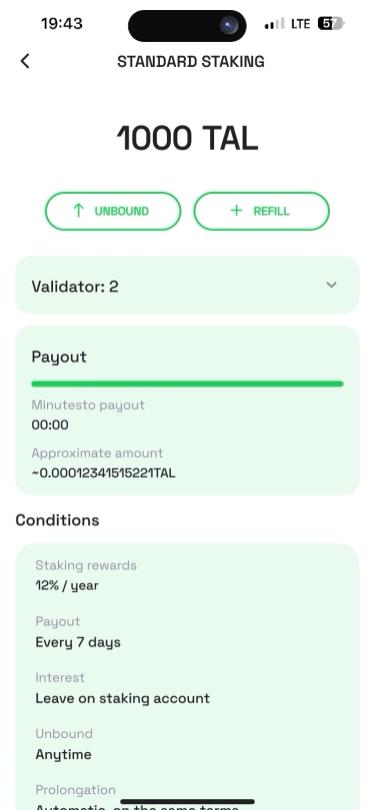 19:43
LTE 57
STANDARD STAKING
1000 TAL
UNBOUND
REFILL
Validator: 2
Payout
Minutesto payout
00:00
Approximate amount
~0.00012341515221TAL
Conditions
Staking rewards
12% / year
Payout
Every 7 days
Interest
Leave on staking account
Unbound
Anytime
Prolongation
Automatic, on the same terms